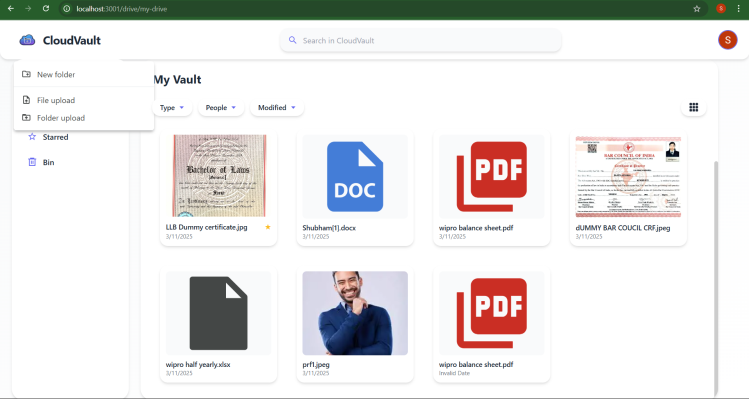 localhost:3001/drive/my-drive
S
CloudVault
Search in CloudVault
S
New folder
File upload
Folder upload
Starred
Bin
My Vault
Type
People
Modified
Bachelor of Laws
DOC
PDF
BAR COUNCIL OF INDIA
LLB Dummy certificate.jpg
3/11/2025
Shubham[1].docx
3/11/2025
wipro balance sheet.pdf
3/11/2025
dUMMY BAR COUCIL CRF.jpeg
3/11/2025
PDF
wipro half yearly.xlsx
3/11/2025
prf1.jpeg
3/11/2025
wipro balance sheet.pdf
Invalid Date